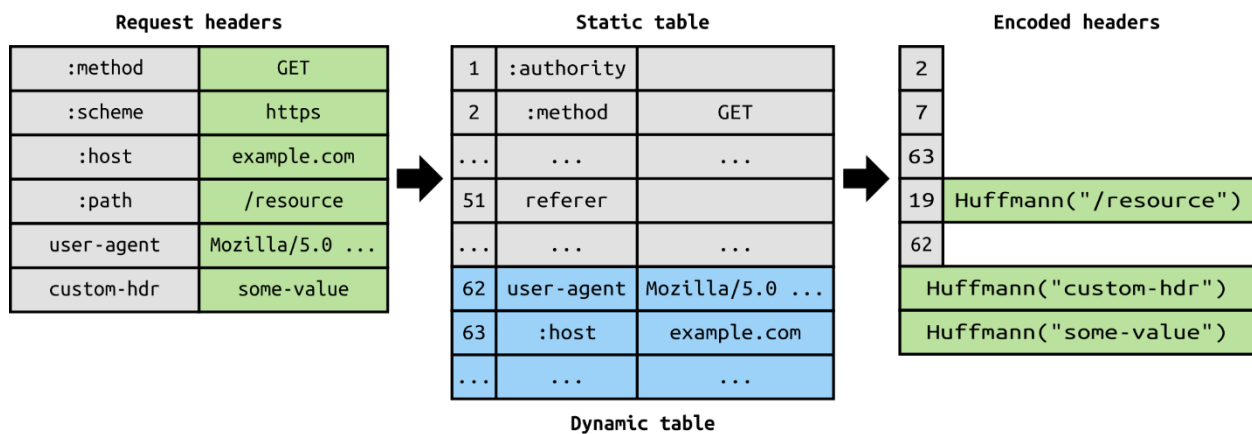 Request headers
:method GET
:scheme https
:host example.com
:path /resource
user-agent Mozilla/5.0 ...
custom-hdr some-value
Static table
1 :authority
2 :method GET
... ... ...
51 referer
... ... ...
62 user-agent Mozilla/5.0 ...
63 :host example.com
... ... ...
Dynamic table
Encoded headers
2
7
63
19 Huffmann("/resource")
62
Huffmann("custom-hdr")
Huffmann("some-value")